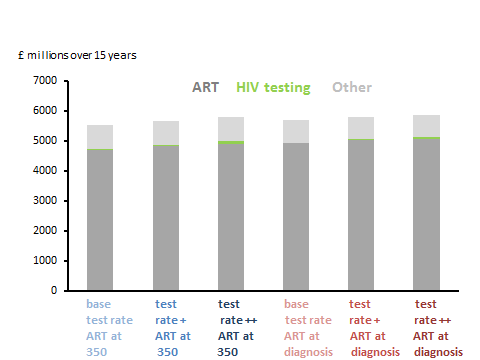 £ millions over 15 years
7000
ART HIV testing Other
6000
5000
4000
3000
2000
1000
0
base test rate ART at 350
test rate + ART at 350
test rate ++ ART at 350
base test rate ART at diagnosis
test rate + ART at diagnosis
test rate ++ ART at diagnosis